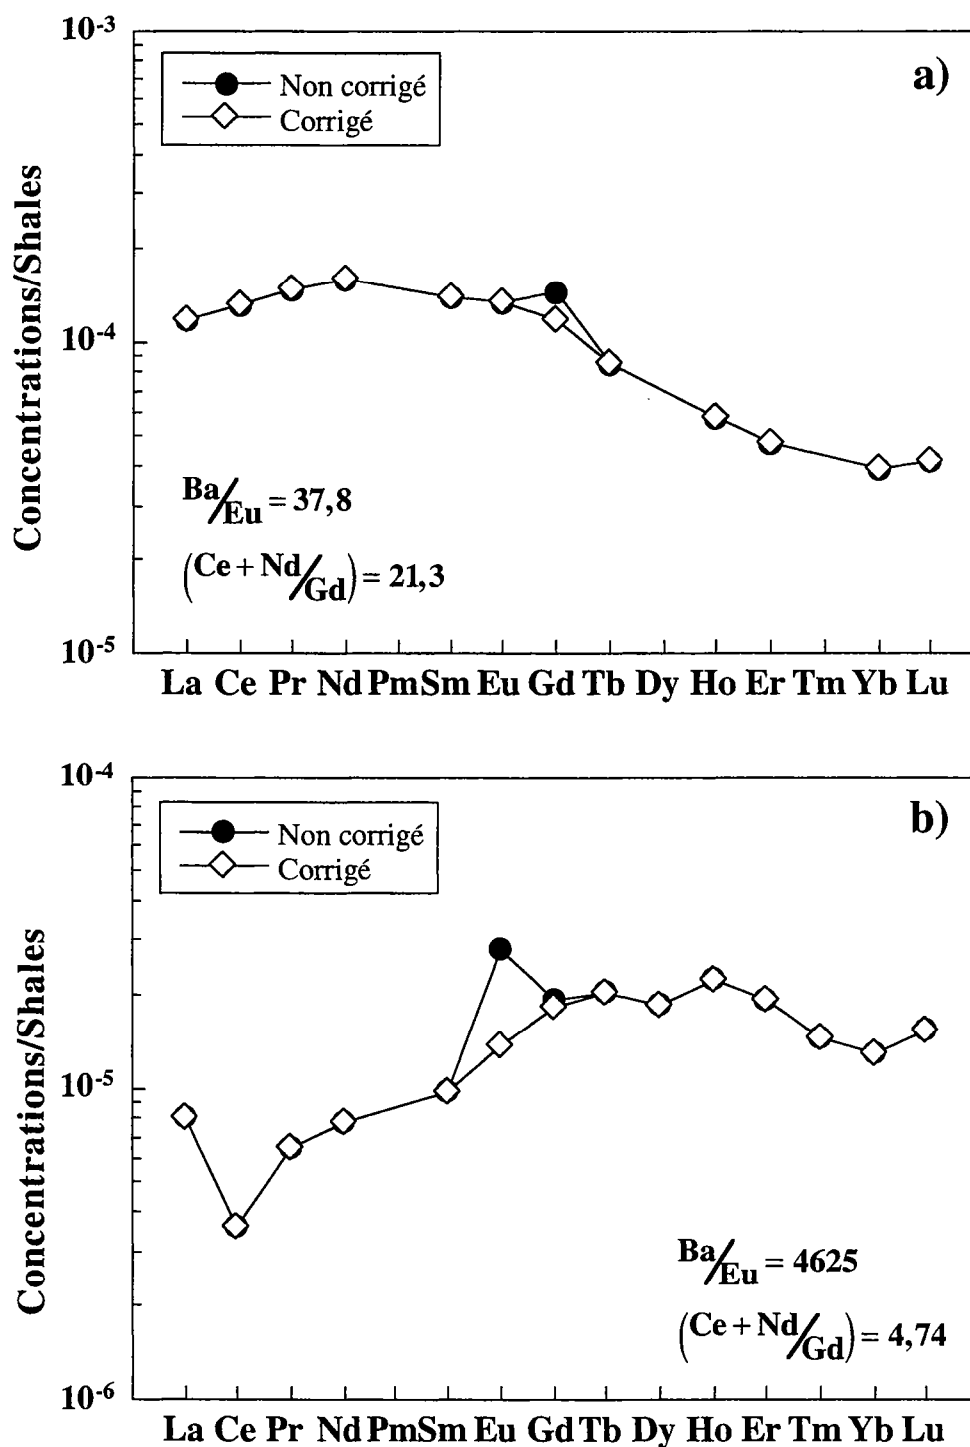 10-3
a)
Non corrigé
Corrigé
Concentrations/Shales
10-4
Ba/Eu = 37,8
(Ce + Nd/Gd) = 21,3
10-5
La Ce Pr Nd Pm Sm Eu Gd Tb Dy Ho Er Tm Yb Lu
10-4
b)
Non corrigé
Corrigé
Concentrations/Shales
10-5
Ba/Eu = 4625
(Ce + Nd/Gd) = 4,74
10-6
La Ce Pr Nd Pm Sm Eu Gd Tb Dy Ho Er Tm Yb Lu